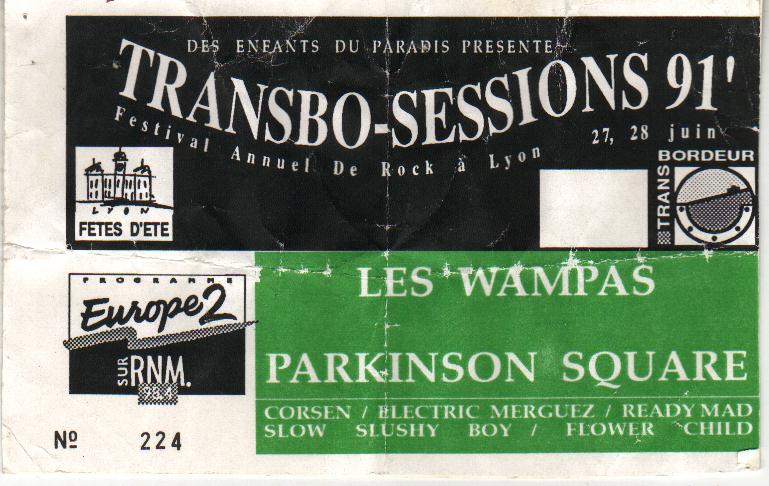 DES ENFANTS DU PARADIS PRESENTE
TRANSBO-SESSIONS 91'
Festival Annuel De Rock à Lyon
27, 28 juin
LYON
FETES D'ETE
TRANS
BORDEUR
PROGRAMME
Europe 2
SUR RNM.
LES WAMPAS
PARKINSON SQUARE
CORSEN / ELECTRIC MERGUEZ / READY MAD
SLOW SLUSHY BOY / FLOWER CHILD
Nº 224